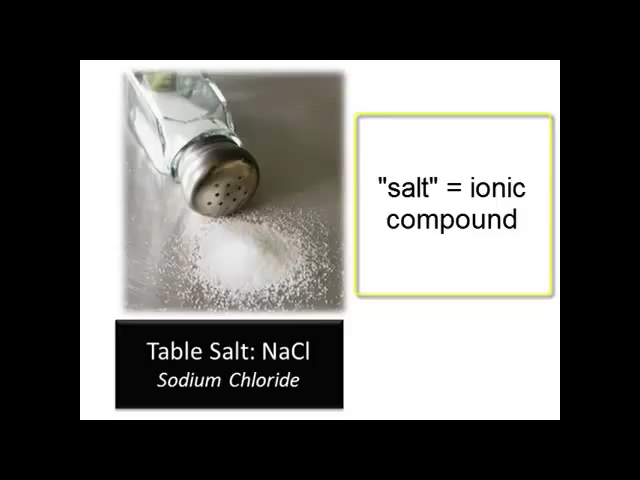 "salt" = ionic
compound
Table Salt: NaCl
Sodium Chloride